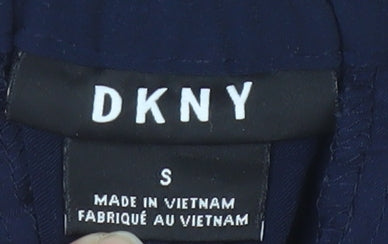 DKNY
S
MADE IN VIETNAM
FABRIQUÉ AU VIETNAM